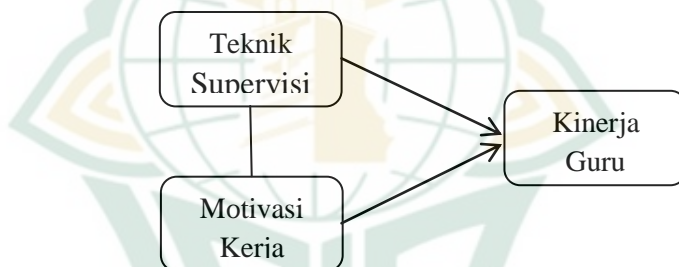 Teknik
Supervisi
Kinerja
Guru
Motivasi
Kerja